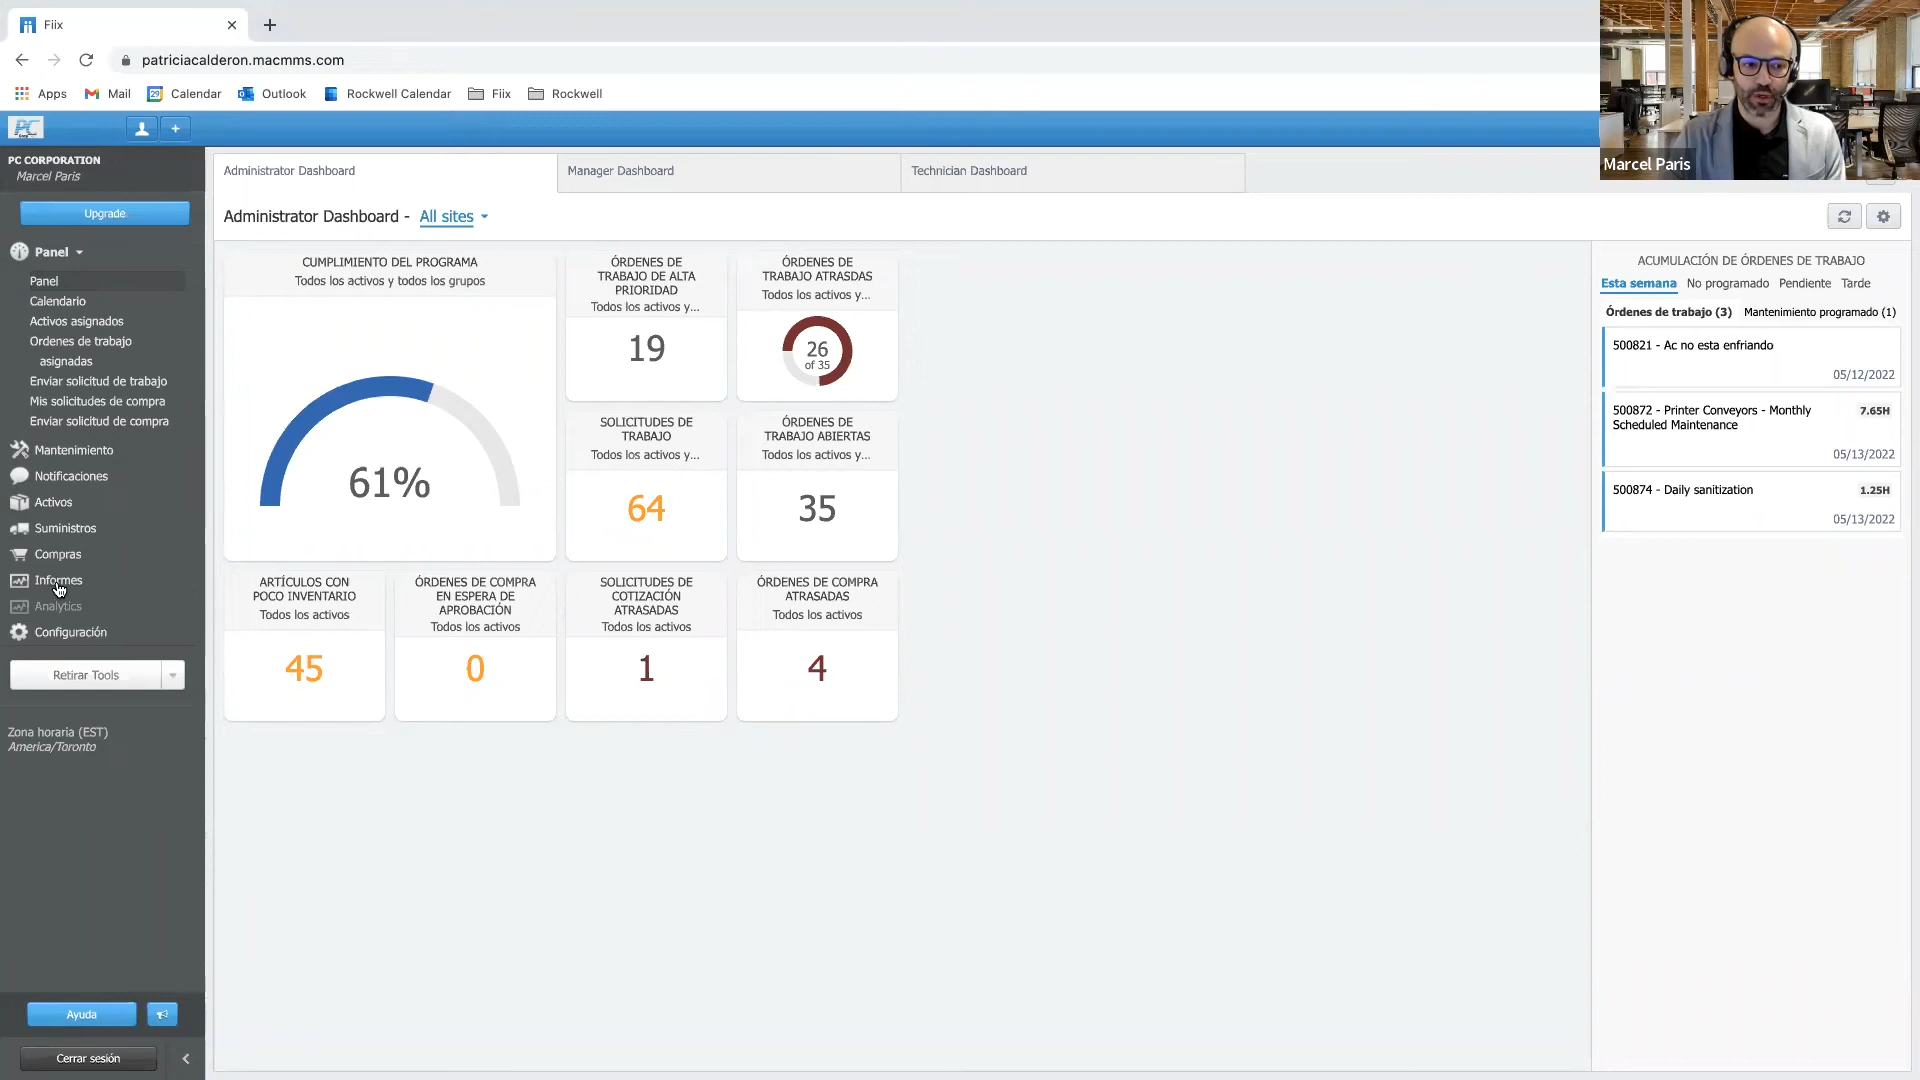 Fiix
patriciacalderon.macmms.com
Apps
Mail
Calendar
Outlook
Rockwell Calendar
Fiix
Rockwell
Marcel Paris
PC
PC CORPORATION
Marcel Paris
Upgrade
Panel
Panel
Calendario
Activos asignados
Ordenes de trabajo
asignadas
Enviar solicitud de trabajo
Mis solicitudes de compra
Enviar solicitud de compra
Mantenimiento
Notificaciones
Activos
Suministros
Compras
Informes
Analytics
Configuración
Retirar Tools
Zona horaria (EST)
America/Toronto
Ayuda
Cerrar sesión
Administrator Dashboard
Manager Dashboard
Technician Dashboard
Administrator Dashboard - All sites
CUMPLIMIENTO DEL PROGRAMA
Todos los activos y todos los grupos
61%
ÓRDENES DE
TRABAJO DE ALTA
PRIORIDAD
Todos los activos y...
19
ÓRDENES DE
TRABAJO ATRASDAS
Todos los activos y...
26
of 35
SOLICITUDES DE
TRABAJO
Todos los activos y...
64
ÓRDENES DE
TRABAJO ABIERTAS
Todos los activos y...
35
ARTÍCULOS CON
POCO INVENTARIO
Todos los activos
45
ÓRDENES DE COMPRA
EN ESPERA DE
APROBACIÓN
Todos los activos
0
SOLICITUDES DE
COTIZACIÓN
ATRASADAS
Todos los activos
1
ÓRDENES DE COMPRA
ATRASADAS
Todos los activos
4
ACUMULACIÓN DE ÓRDENES DE TRABAJO
Esta semana No programado Pendiente Tarde
Órdenes de trabajo (3) Mantenimiento programado (1)
500821 - Ac no esta enfriando
05/12/2022
500872 - Printer Conveyors - Monthly 7.65H
Scheduled Maintenance
05/13/2022
500874 - Daily sanitization 1.25H
05/13/2022